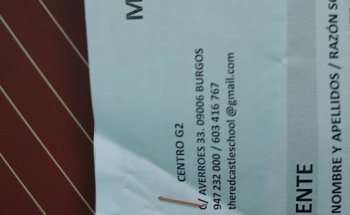 M
CENTRO G2
C/ AVERROES 33. 09006 BURGOS
947 232 000 / 603 416 767
theredcastleschool @gmail.com
ENTE
NOMBRE Y APELLIDOS / RAZÓN SO